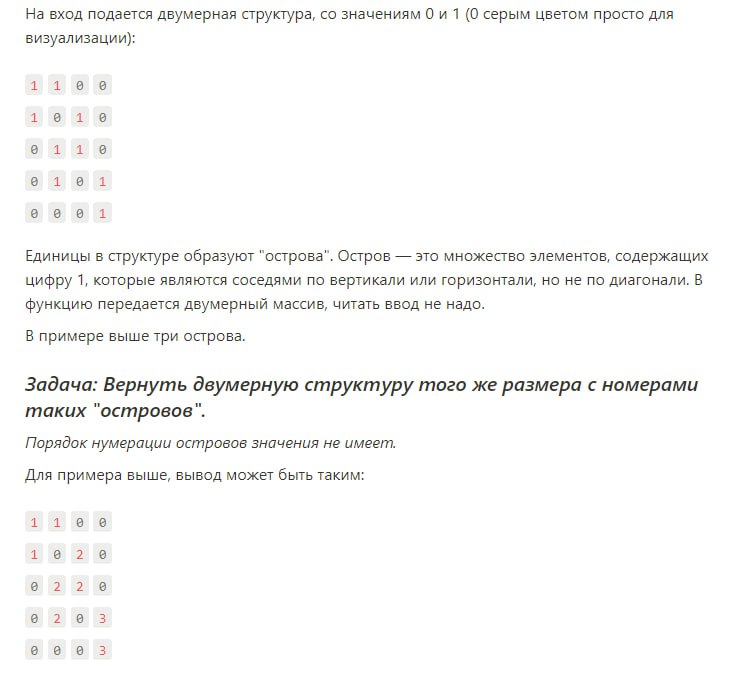 На вход подается двумерная структура, со значениям 0 и 1 (0 серым цветом просто для
визуализации):
1 1 0 0
1 0 1 0
0 1 1 0
0 1 0 1
0 0 0 1
Единицы в структуре образуют "острова". Остров — это множество элементов, содержащих
цифру 1, которые являются соседями по вертикали или горизонтали, но не по диагонали. В
функцию передается двумерный массив, читать ввод не надо.
В примере выше три острова.
Задача: Вернуть двумерную структуру того же размера с номерами
таких "островов".
Порядок нумерации островов значения не имеет.
Для примера выше, вывод может быть таким:
1 1 0 0
1 0 2 0
0 2 2 0
0 2 0 3
0 0 0 3